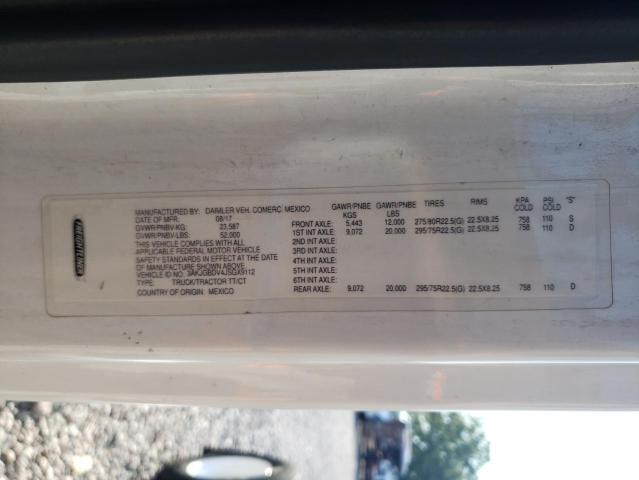 FREIGHTLINER
MANUFACTURED BY: DAIMLER VEH. COMERC. MEXICO
DATE OF MFR: 08/17
GVWR/PNBV-KG: 23,587
GVWR/PNBV-LBS: 52,000
THIS VEHICLE COMPLIES WITH ALL
APPLICABLE FEDERAL MOTOR VEHICLE
SAFETY STANDARDS IN EFFECT AT THE DATE
OF MANUFACTURE SHOWN ABOVE.
VEHICLE ID NO.: 3AKJGBDV4JSGX9112
TYPE: TRUCK/TRACTOR TT/CT
COUNTRY OF ORIGIN: MEXICO
GAWR/PNBE KGS GAWR/PNBE LBS TIRES RIMS KPA COLD PSI COLD "S"
FRONT AXLE: 5,443 12,000 275/80R22.5(G) 22.5X8.25 758 110 S
1ST INT AXLE: 9,072 20,000 295/75R22.5(G) 22.5X8.25 758 110 D
2ND INT AXLE:
3RD INT AXLE:
4TH INT AXLE:
5TH INT AXLE:
6TH INT AXLE:
REAR AXLE: 9,072 20,000 295/75R22.5(G) 22.5X8.25 758 110 D